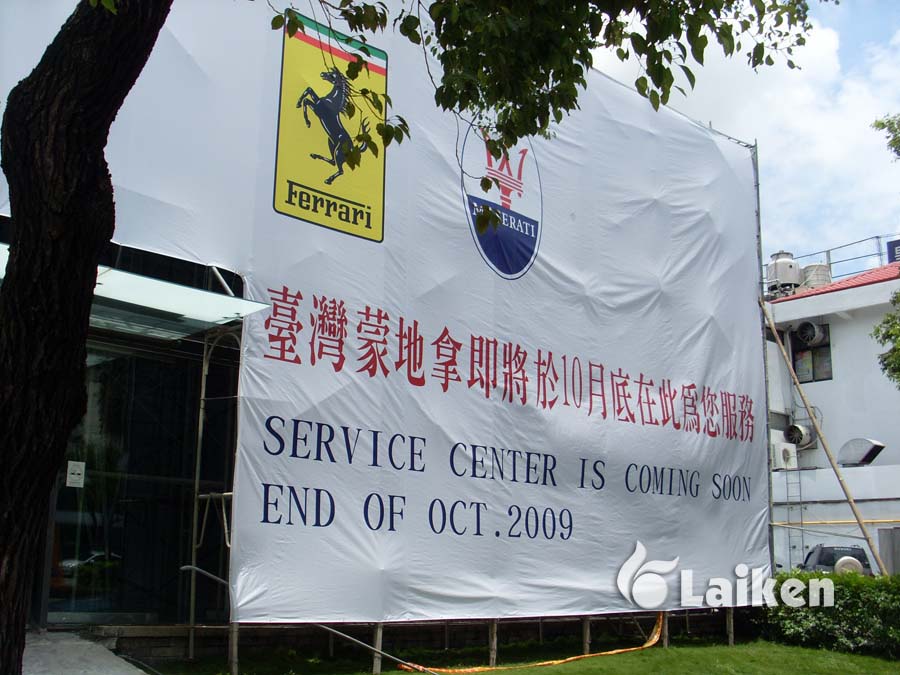 Ferrari
MASERATI
臺灣蒙地拿即將於10月底在此爲您服務
SERVICE CENTER IS COMING SOON
END OF OCT.2009
Laiken